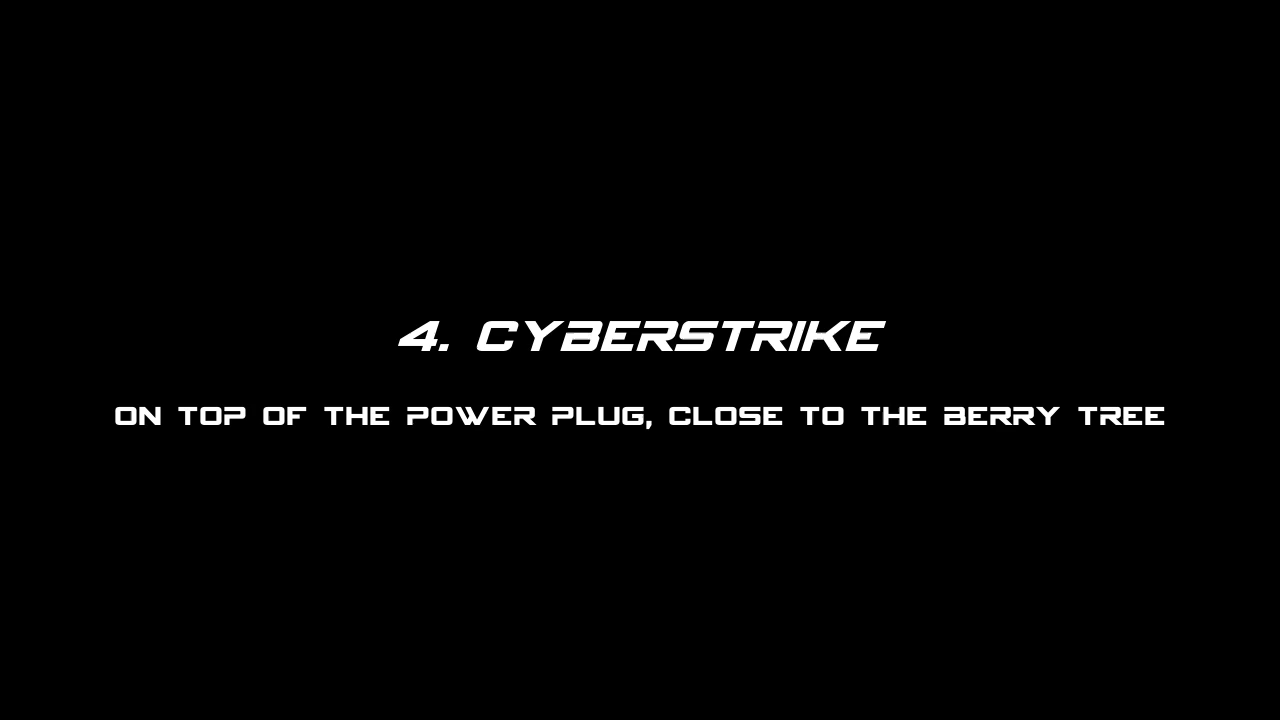 4. CYBERSTRIKE
ON TOP OF THE POWER PLUG, CLOSE TO THE BERRY TREE